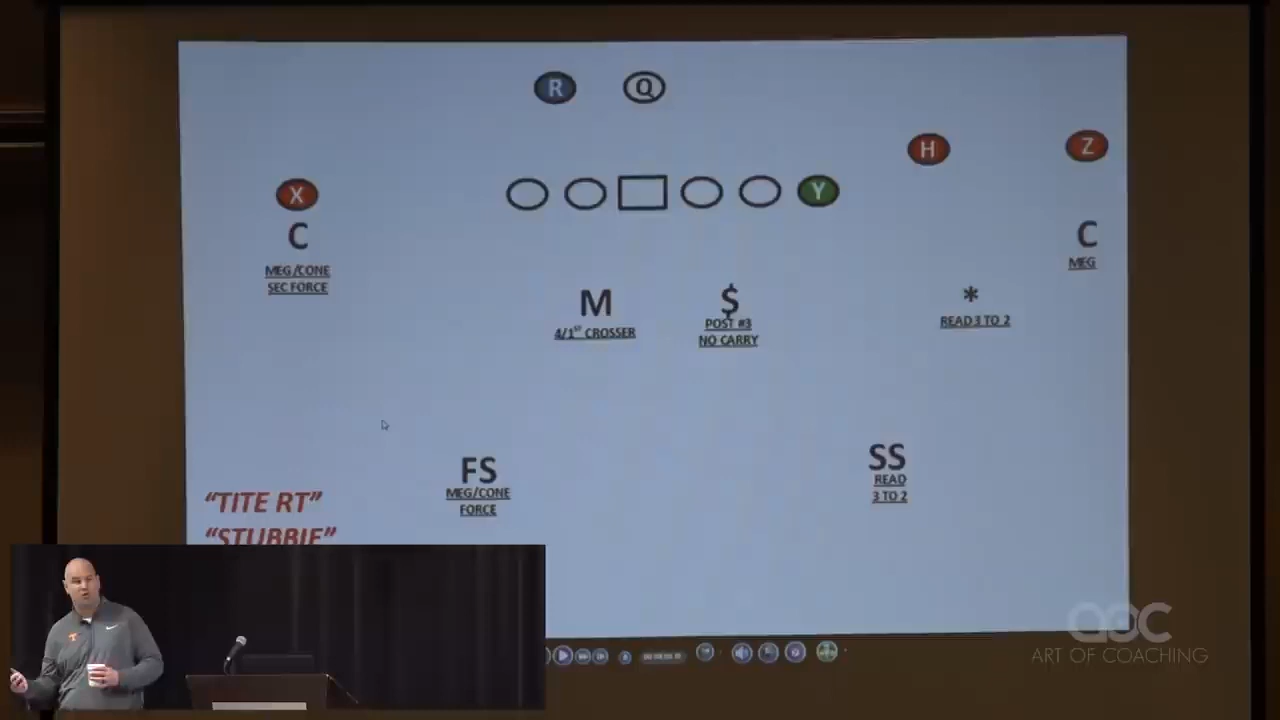 R Q
H Z
X Y
C C
MEG/CONE MEG
SEC FORCE
M $ *
4/1ST CROSSER POST #3 READ 3 TO 2
NO CARRY
FS SS
MEG/CONE READ
FORCE 3 TO 2
"TITE RT"
"STUBBIE"
T
aoc
ART OF COACHING